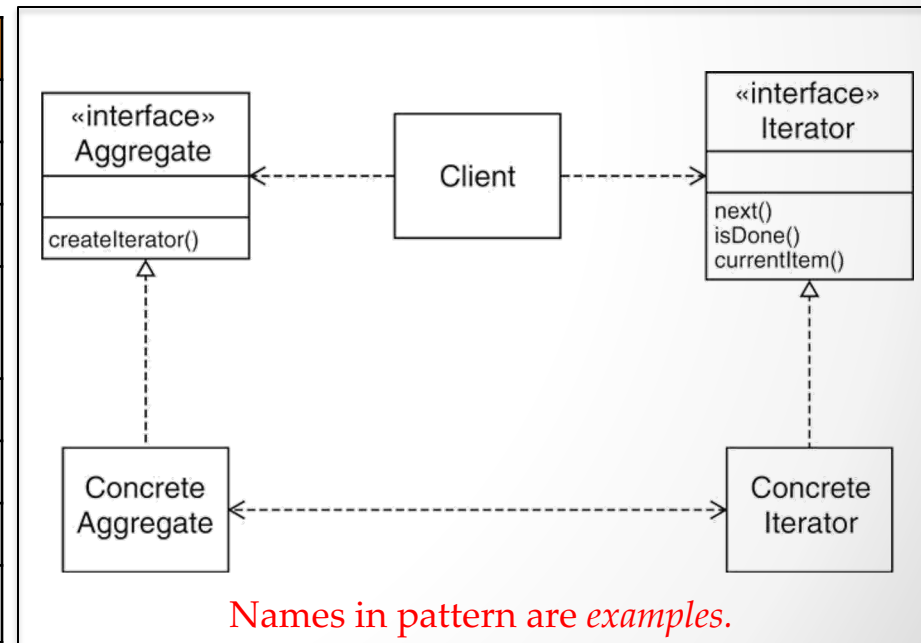 «interface»
Aggregate
createIterator()
Client
«interface»
Iterator
next()
isDone()
currentItem()
Concrete
Aggregate
Concrete
Iterator
Names in pattern are examples.